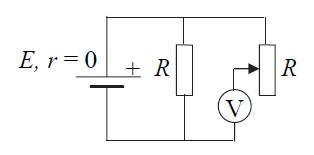 E, r = 0 + R R
V